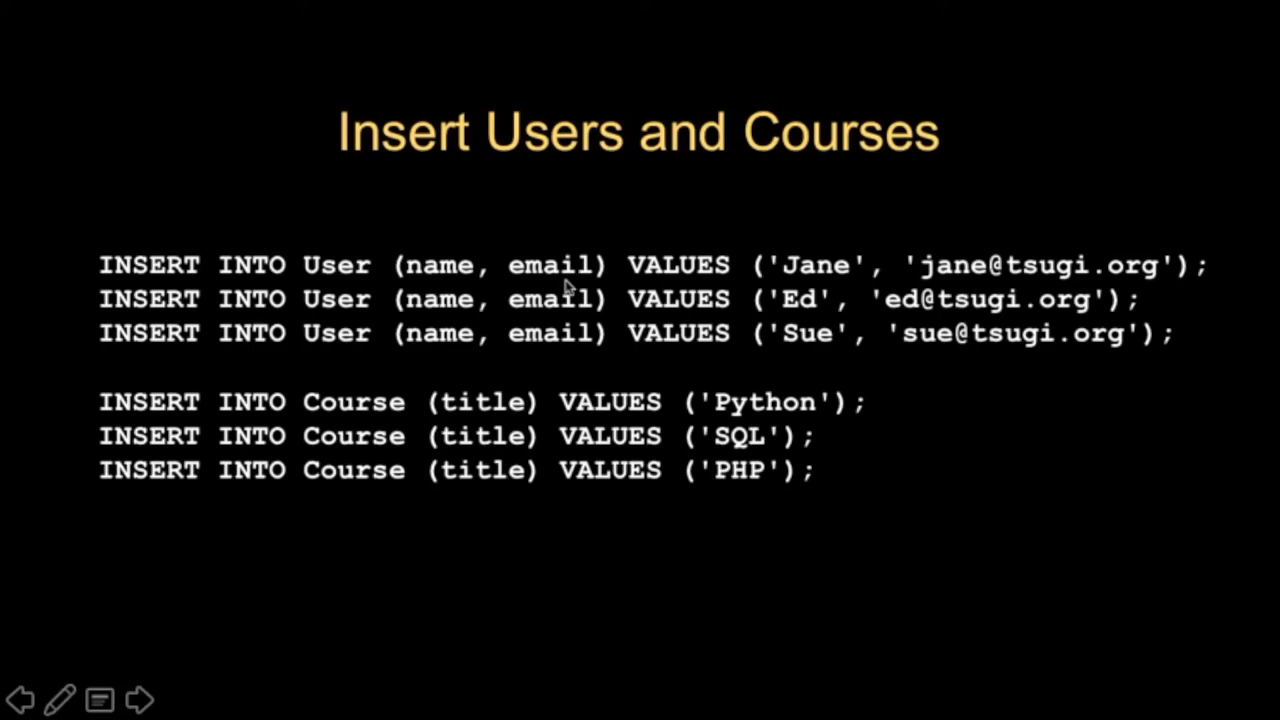 Insert Users and Courses
INSERT INTO User (name, email) VALUES ('Jane', 'jane@tsugi.org');
INSERT INTO User (name, email) VALUES ('Ed', 'ed@tsugi.org');
INSERT INTO User (name, email) VALUES ('Sue', 'sue@tsugi.org');
INSERT INTO Course (title) VALUES ('Python');
INSERT INTO Course (title) VALUES ('SQL');
INSERT INTO Course (title) VALUES ('PHP');